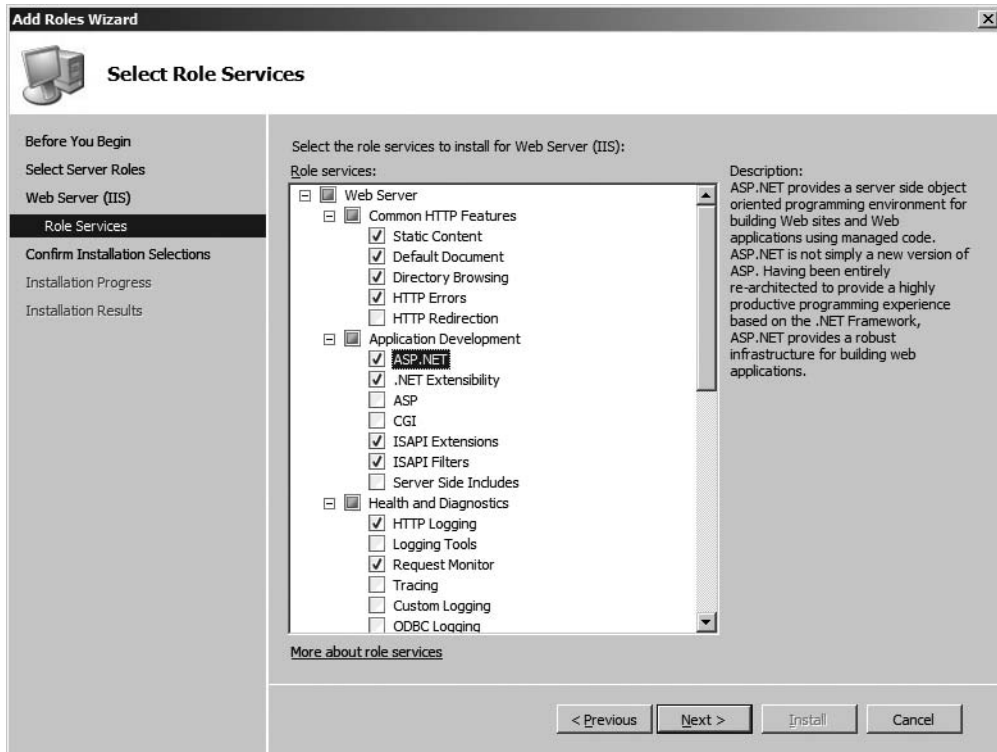 Add Roles Wizard
Select Role Services
Before You Begin
Select Server Roles
Web Server (IIS)
Role Services
Confirm Installation Selections
Installation Progress
Installation Results
Select the role services to install for Web Server (IIS):
Role services:
Web Server
Common HTTP Features
Static Content
Default Document
Directory Browsing
HTTP Errors
HTTP Redirection
Application Development
ASP.NET
.NET Extensibility
ASP
CGI
ISAPI Extensions
ISAPI Filters
Server Side Includes
Health and Diagnostics
HTTP Logging
Logging Tools
Request Monitor
Tracing
Custom Logging
ODBC Logging
More about role services
Description:
ASP.NET provides a server side object
oriented programming environment for
building Web sites and Web
applications using managed code.
ASP.NET is not simply a new version of
ASP. Having been entirely
re-architected to provide a highly
productive programming experience
based on the .NET Framework,
ASP.NET provides a robust
infrastructure for building web
applications.
< Previous
Next >
Install
Cancel